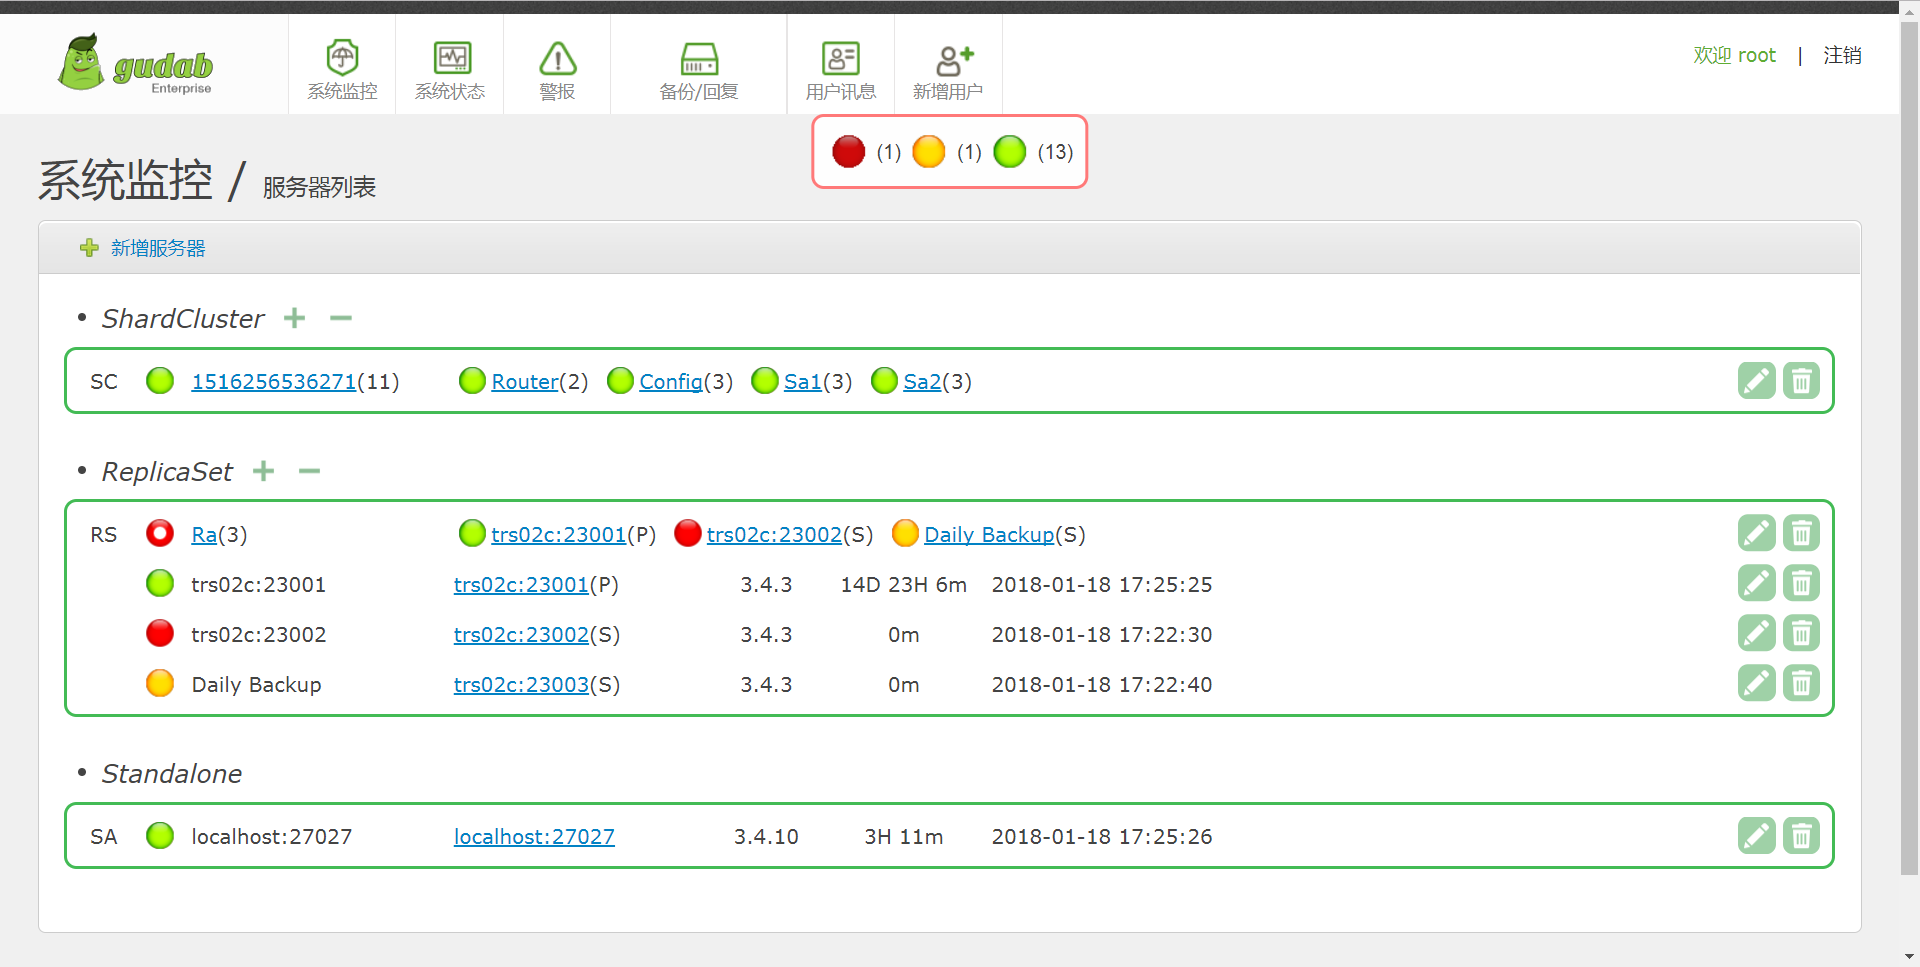 gudab
Enterprise
系统监控
系统状态
警报
备份/回复
用户讯息
新增用户
欢迎 root | 注销
(1) (1) (13)
系统监控 / 服务器列表
新增服务器
• ShardCluster
SC 1516256536271(11) Router(2) Config(3) Sa1(3) Sa2(3)
• ReplicaSet
RS Ra(3) trs02c:23001(P) trs02c:23002(S) Daily Backup(S)
trs02c:23001 trs02c:23001(P) 3.4.3 14D 23H 6m 2018-01-18 17:25:25
trs02c:23002 trs02c:23002(S) 3.4.3 0m 2018-01-18 17:22:30
Daily Backup trs02c:23003(S) 3.4.3 0m 2018-01-18 17:22:40
• Standalone
SA localhost:27027 localhost:27027 3.4.10 3H 11m 2018-01-18 17:25:26